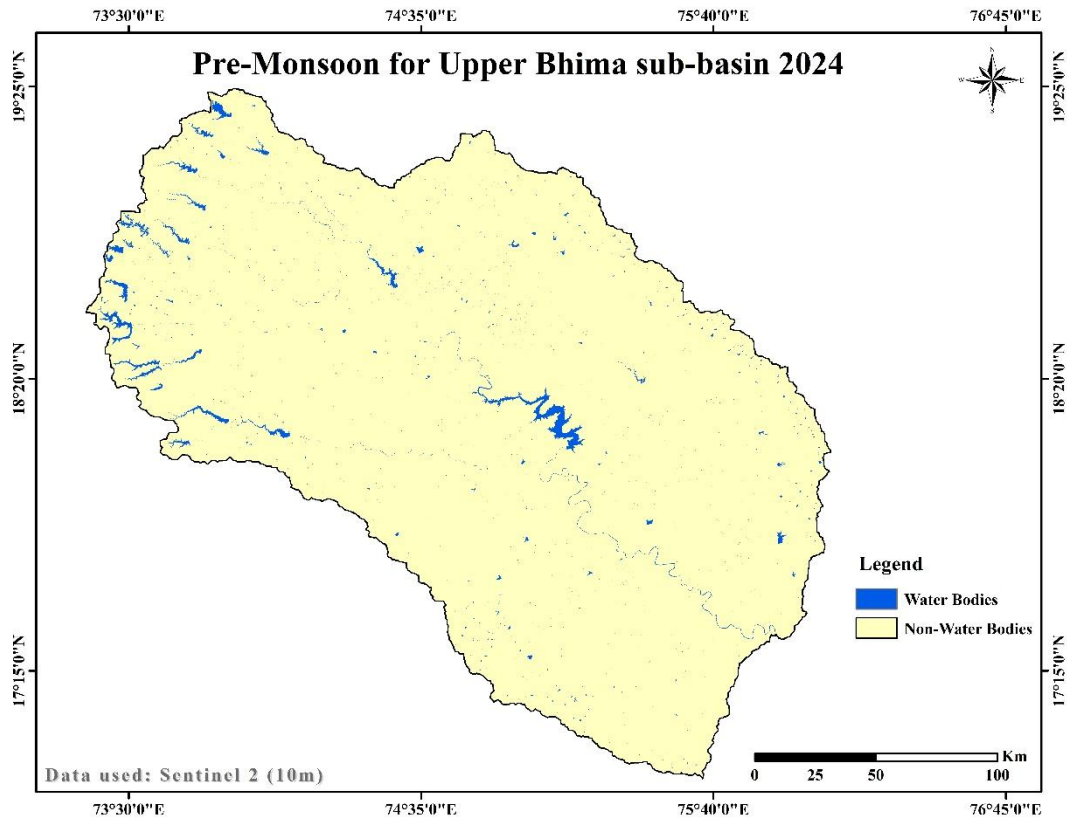 73°30'0"E 74°35'0"E 75°40'0"E 76°45'0"E
Pre-Monsoon for Upper Bhima sub-basin 2024
N
W E
S
19°25'0"N 19°25'0"N
18°20'0"N 18°20'0"N
Legend
Water Bodies
Non-Water Bodies
17°15'0"N 17°15'0"N
Km
0 25 50 100
Data used: Sentinel 2 (10m)
73°30'0"E 74°35'0"E 75°40'0"E 76°45'0"E